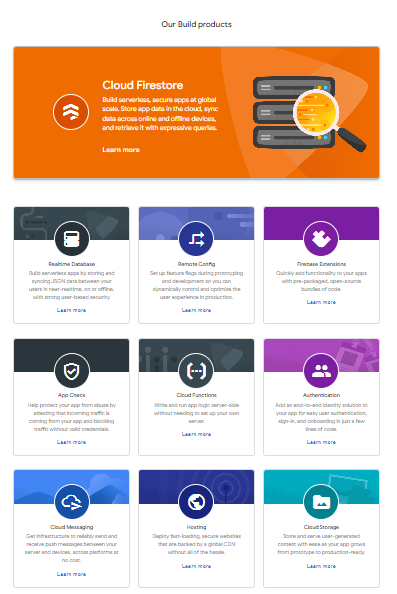 Our Build products
Cloud Firestore
Build serverless, secure apps at global
scale. Store app data in the cloud, sync
data across online and offline devices,
and retrieve it with expressive queries.
Learn more
Realtime Database
Build serverless apps by storing and
syncing JSON data between your
users in near-realtime, on or offline,
with strong user-based security.
Learn more
Remote Config
Set up feature flags during prototyping
and development so you can
dynamically control and optimize the
user experience in production.
Learn more
Firebase Extensions
Quickly add functionality to your apps
with pre-packaged, open-source
bundles of code.
Learn more
App Check
Help protect your app from abuse by
attesting that incoming traffic is
coming from your app and blocking
traffic without valid credentials.
Learn more
Cloud Functions
Write and run app logic server-side
without needing to set up your own
server.
Learn more
Authentication
Add an end-to-end identity solution to
your app for easy user authentication,
sign-in, and onboarding in just a few
lines of code.
Learn more
Cloud Messaging
Get infrastructure to reliably send and
receive push messages between your
server and devices, across platforms at
no cost.
Learn more
Hosting
Deploy fast-loading, secure websites
that are backed by a global CDN
without all of the hassle.
Learn more
Cloud Storage
Store and serve user-generated
content with ease as your app grows
from prototype to production-ready.
Learn more